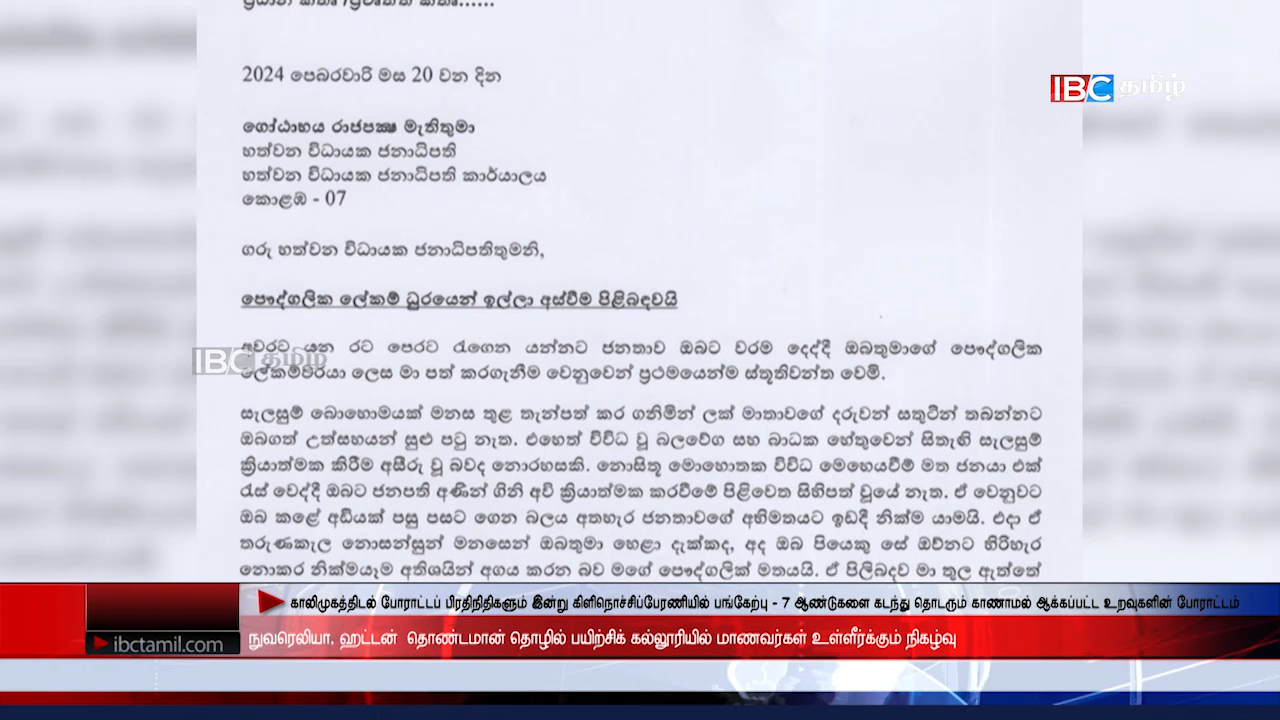 2024 පෙබරවාරි මස 20 වන දින
IBC தமிழ்
ගෝඨාභය රාජපක්ෂ මැතිතුමා
හත්වන විධායක ජනාධිපති
හත්වන විධායක ජනාධිපති කාර්යාලය
කොළඹ - 07
ගරු හත්වන විධායක ජනාධිපතිතුමනි,
පෞද්ගලික ලේකම් ධුරයෙන් ඉල්ලා අස්වීම පිළිබඳවයි
අවරට යන රට පෙරට රැගෙන යන්නට ජනතාව ඔබට වරම දෙද්දී ඔබතුමාගේ පෞද්ගලික
IBC தமிழ்
ලේකම්වරයා ලෙස මා පත් කරගැනීම වෙනුවෙන් ප්‍රථමයෙන්ම ස්තූතිවන්ත වෙමි.
සැලසුම් බොහොමයක් මනස තුළ තැන්පත් කර ගනිමින් ලක් මාතාවගේ දරුවන් සතුටින් තබන්නට
ඔබගත් උත්සහයන් සුළු පටු නැත. එහෙත් විවිධ වූ බලවේග සහ බාධක හේතුවෙන් සිතැඟි සැලසුම්
ක්‍රියාත්මක කිරීම අසීරු වූ බවද නොරහසකි. නොසිතූ මොහොතක විවිධ මෙහෙයවීම් මත ජනයා එක්
රැස් වෙද්දී ඔබට ජනපති අණින් ගිනි අවි ක්‍රියාත්මක කරවීමේ පිළිවෙත සිහිපත් වූයේ නැත. ඒ වෙනුවට
ඔබ කළේ අඩියක් පසු පසට ගෙන බලය අතහැර ජනතාවගේ අභිමතයට ඉඩදී නික්ම යාමයි. එදා ඒ
තරුණකැල නොසන්සුන් මනසෙන් ඔබතුමා හෙළා දැක්කද, අද ඔබ පියෙකු සේ ඔව්නට හිරිහැර
නොකර නික්මයෑම අතිශයින් අගය කරන බව මගේ පෞද්ගලික් මතයයි. ඒ පිලිබදව මා තුල ඇත්තේ
காலிமுகத்திடல் போராட்டப் பிரதிநிதிகளும் இன்று கிளிநொச்சிப்பேரணியில் பங்கேற்பு - 7 ஆண்டுகளை கடந்து தொடரும் காணாமல் ஆக்கப்பட்ட உறவுகளின் போராட்டம்
ibctamil.com
நுவரெலியா, ஹட்டன் தொண்டமான் தொழில் பயிற்சிக் கல்லூரியில் மாணவர்கள் உள்ளீர்க்கும் நிகழ்வு